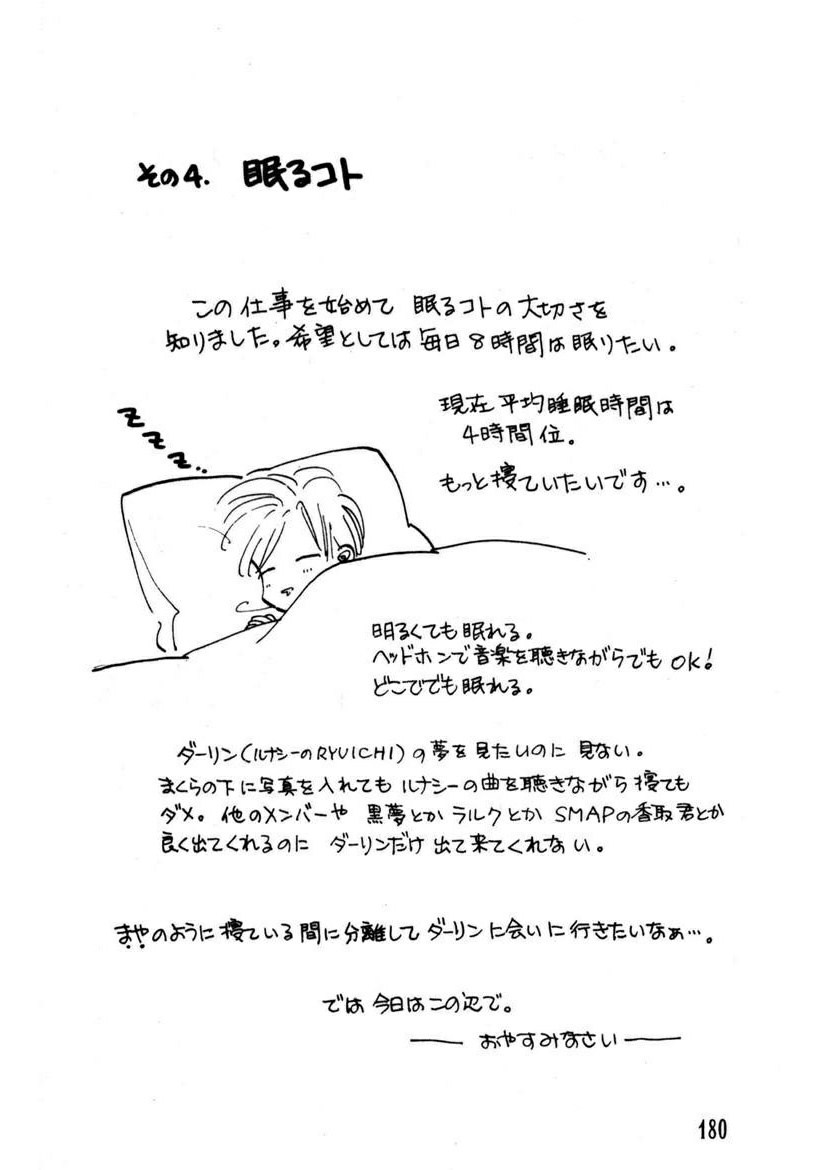 その4. 眠るコト
この仕事を始めて 眠るコトの大切さを
知りました。希望としては毎日8時間は眠りたい。
現在平均睡眠時間は
4時間位。
もっと寝ていたいです…。
zzz..
明るくても眠れる。
ヘッドホンで音楽を聴きながらでもOK!
どこででも眠れる。
ダーリン(ルナシーのRYUICHI)の夢を見たいのに 見ない。
まくらの下に写真を入れても ルナシーの曲を聴きながら寝ても
ダメ。他のメンバーや 黒夢とか ラルクとか SMAPの香取君とか
良く出てくれるのに ダーリンだけ 出て来てくれない。
まやのように寝ている間に分離して ダーリンに会いに 行きたいなぁ…。
では 今日はこの辺で。
── おやすみなさい ──
180